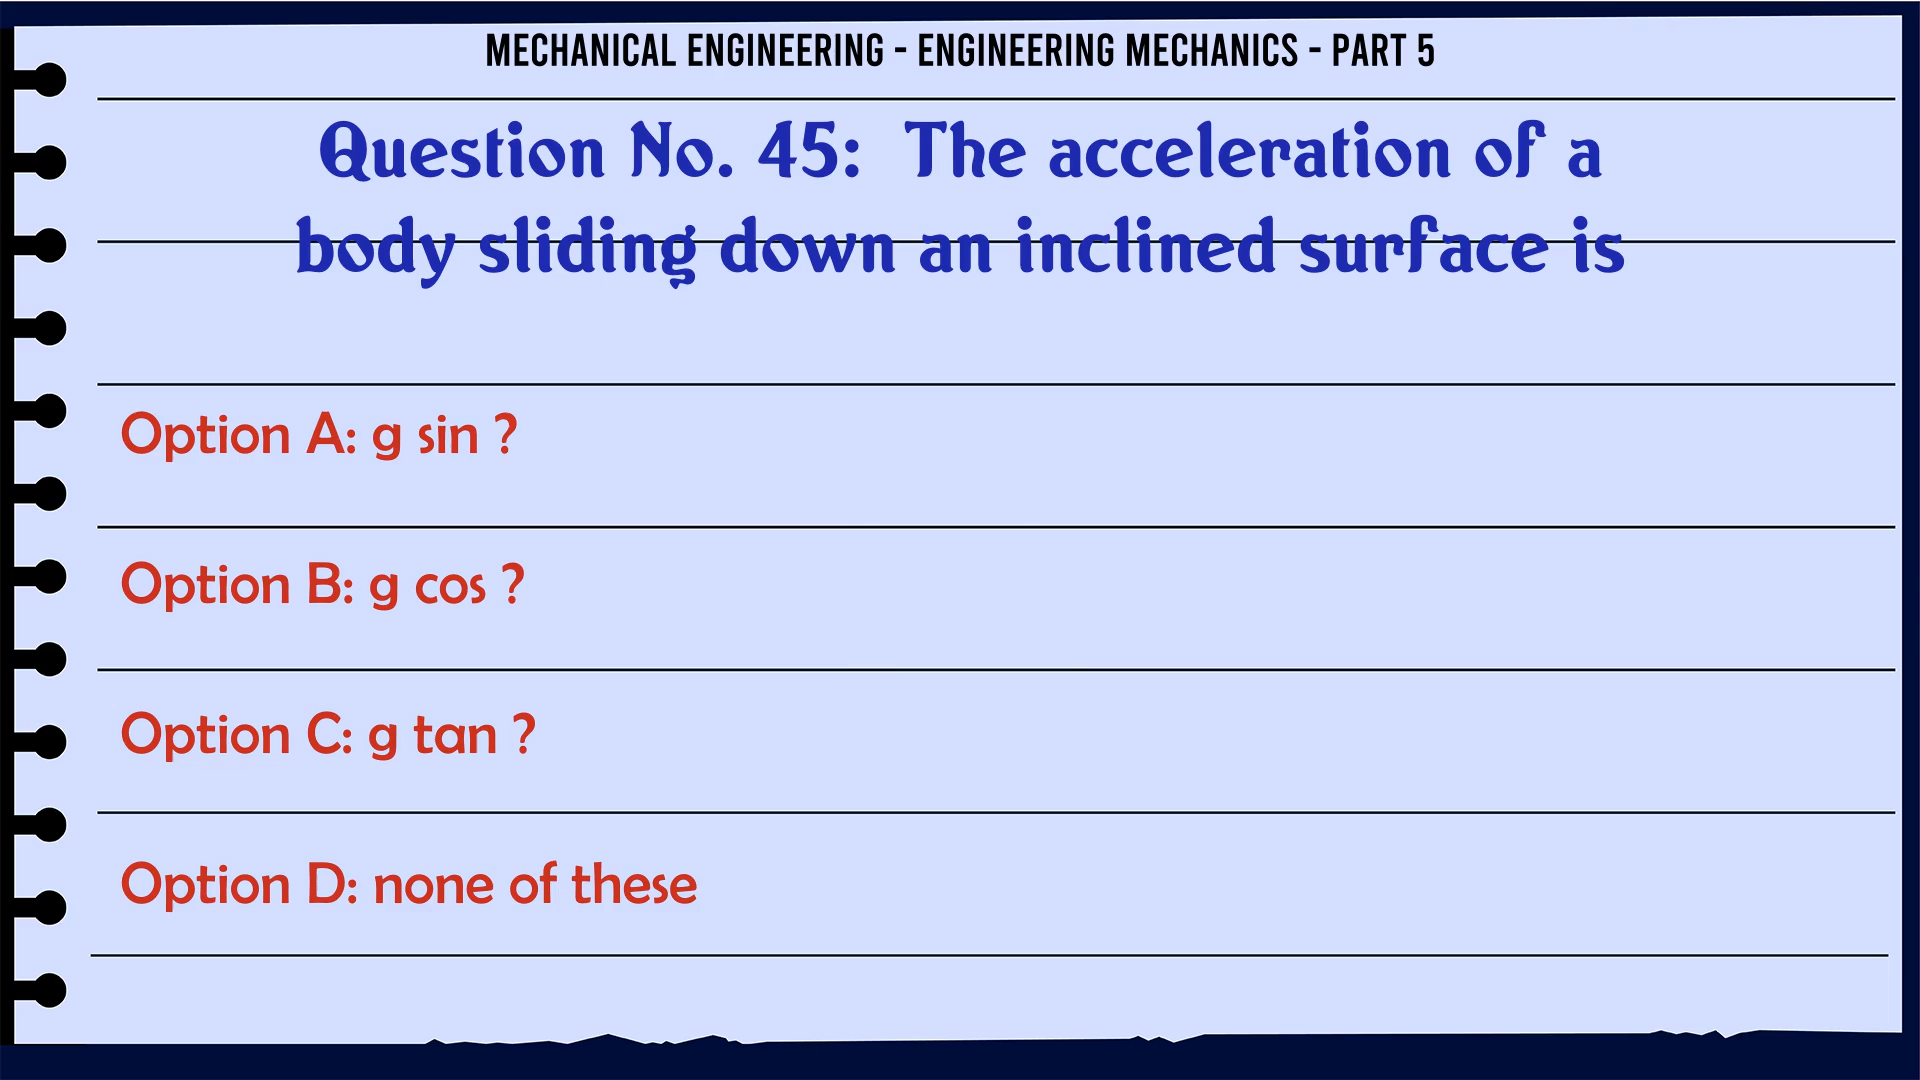 MECHANICAL ENGINEERING - ENGINEERING MECHANICS - PART 5
Question No. 45: The acceleration of a
body sliding down an inclined surface is
Option A: g sin ?
Option B: g cos ?
Option C: g tan ?
Option D: none of these